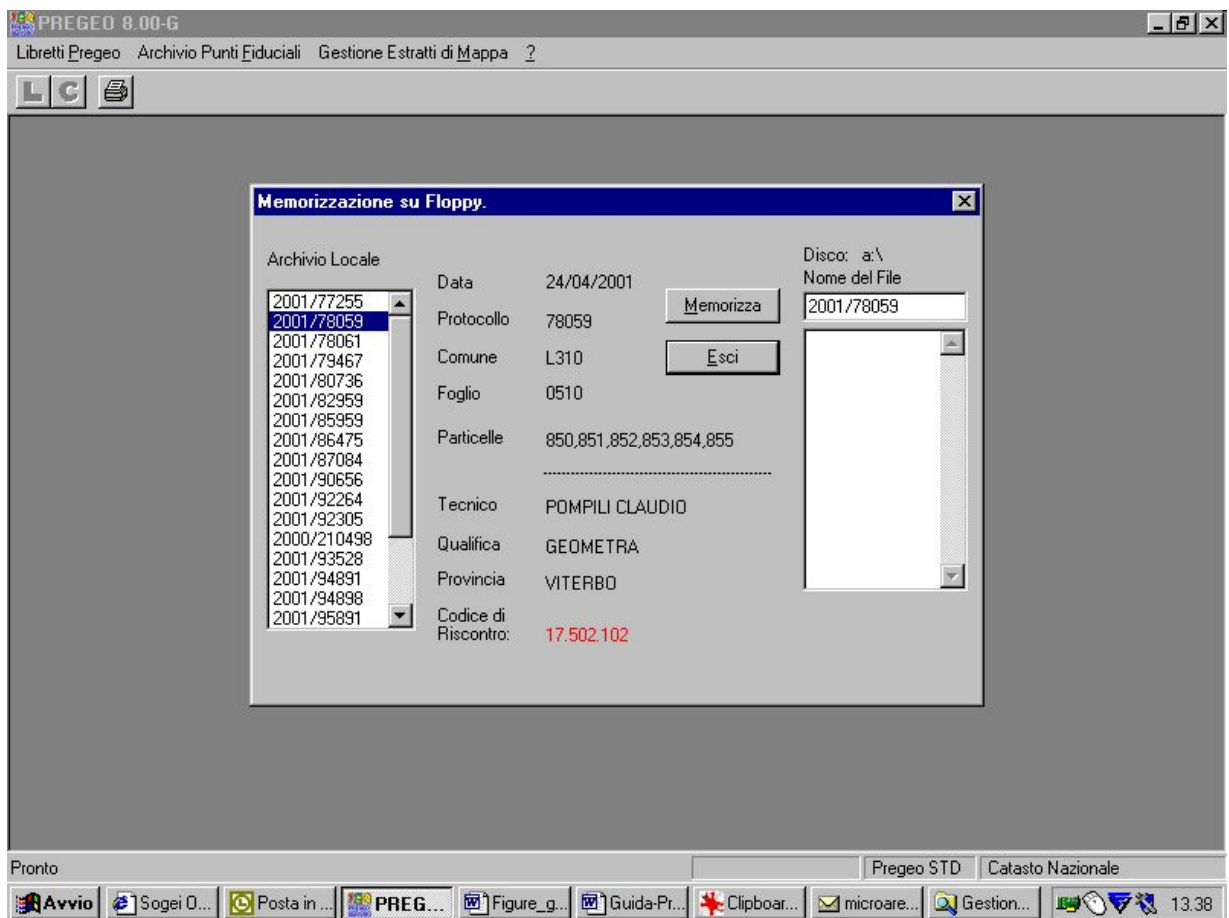 PREGEO 8.00-G
Libretti Pregeo Archivio Punti Fiduciali Gestione Estratti di Mappa ?
L C
Memorizzazione su Floppy.
Archivio Locale
2001/77255
2001/78059
2001/78061
2001/79467
2001/80736
2001/82959
2001/85959
2001/86475
2001/87084
2001/90656
2001/92264
2001/92305
2000/210498
2001/93528
2001/94891
2001/94898
2001/95891
Data 24/04/2001
Protocollo 78059
Comune L310
Foglio 0510
Particelle 850,851,852,853,854,855
Tecnico POMPILI CLAUDIO
Qualifica GEOMETRA
Provincia VITERBO
Codice di
Riscontro: 17.502.102
Memorizza
Esci
Disco: a:\
Nome del File
2001/78059
Pronto Pregeo STD Catasto Nazionale
Avvio Sogei O... Posta in ... PREG... Figure_g... Guida-Pr... Clipboar... microare... Gestion... 13.38